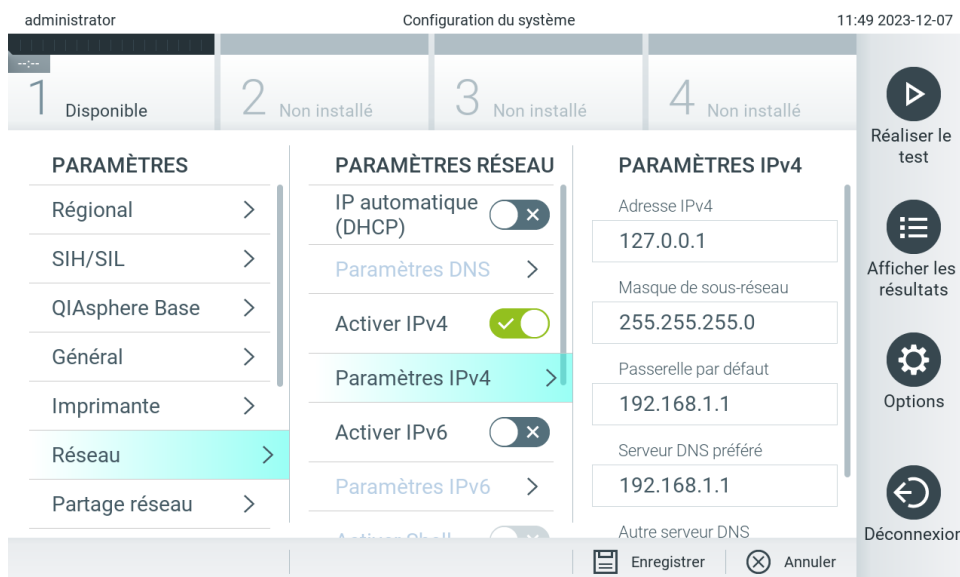 administrator
Configuration du système
11:49 2023-12-07
--:--
1 Disponible
2 Non installé
3 Non installé
4 Non installé
PARAMÈTRES
Régional
SIH/SIL
QIAsphere Base
Général
Imprimante
Réseau
Partage réseau
PARAMÈTRES RÉSEAU
IP automatique
(DHCP)
Paramètres DNS
Activer IPv4
Paramètres IPv4
Activer IPv6
Paramètres IPv6
PARAMÈTRES IPv4
Adresse IPv4
127.0.0.1
Masque de sous-réseau
255.255.255.0
Passerelle par défaut
192.168.1.1
Serveur DNS préféré
192.168.1.1
Autre serveur DNS
Réaliser le
test
Afficher les
résultats
Options
Déconnexion
Enregistrer
Annuler